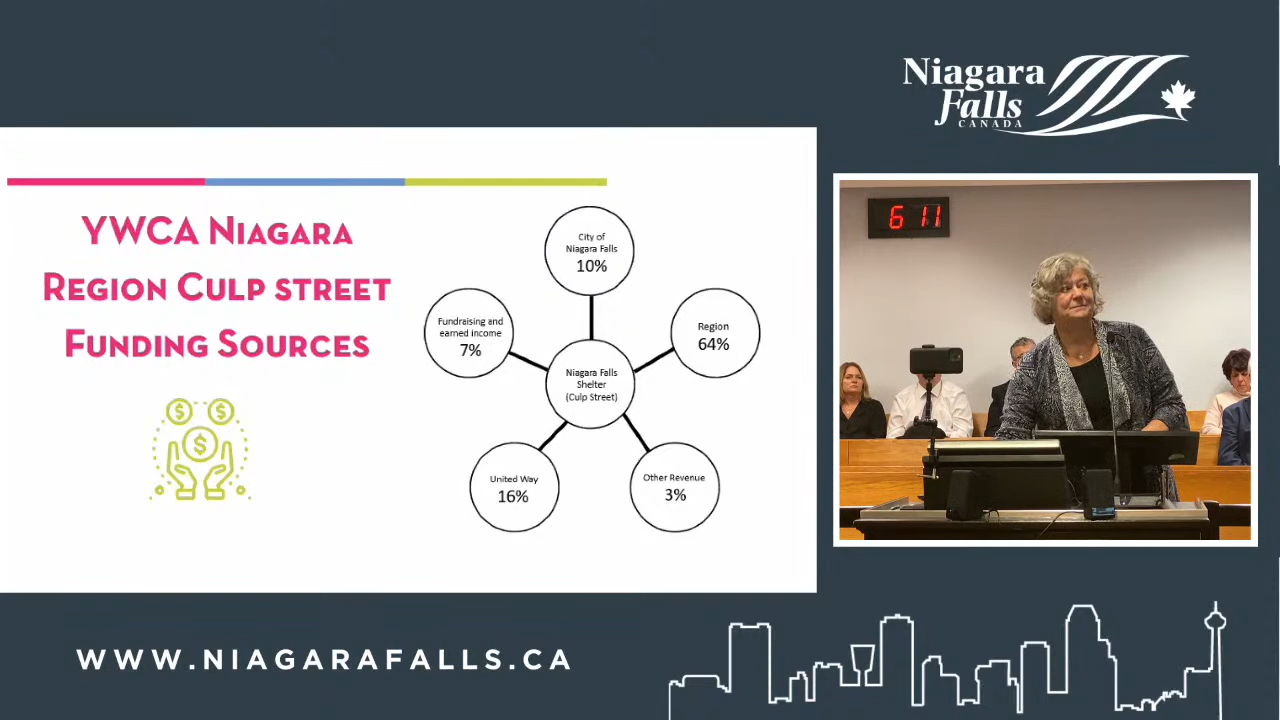 Niagara
Falls
CANADA
YWCA NIAGARA
REGION CULP STREET
FUNDING SOURCES
City of
Niagara Falls
10%
Fundraising and
earned income
7%
Region
64%
Niagara Falls
Shelter
(Culp Street)
United Way
16%
Other Revenue
3%
$ $
$
6 11
WWW.NIAGARAFALLS.CA